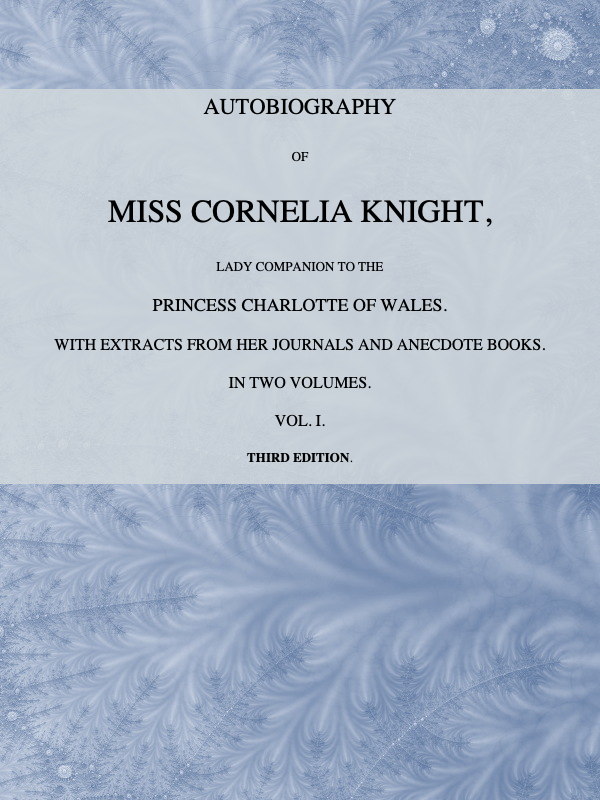 AUTOBIOGRAPHY
OF
MISS CORNELIA KNIGHT,
LADY COMPANION TO THE
PRINCESS CHARLOTTE OF WALES.
WITH EXTRACTS FROM HER JOURNALS AND ANECDOTE BOOKS.
IN TWO VOLUMES.
VOL. I.
THIRD EDITION.